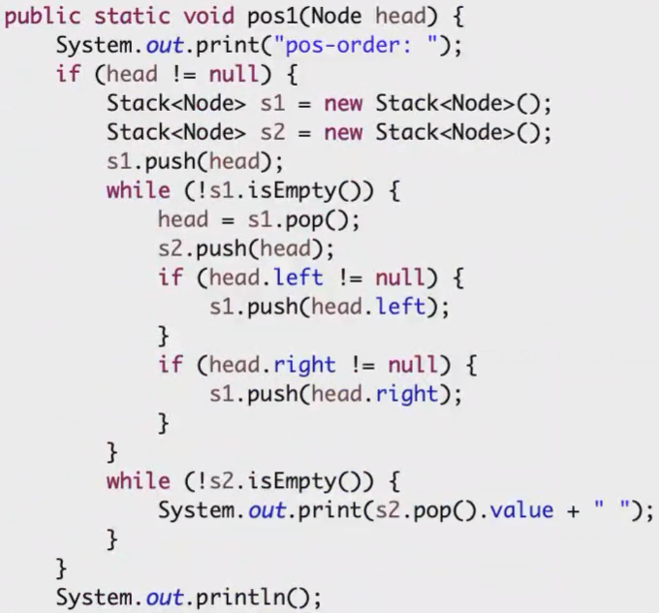 public static void pos1(Node head) {
    System.out.print("pos-order: ");
    if (head != null) {
        Stack<Node> s1 = new Stack<Node>();
        Stack<Node> s2 = new Stack<Node>();
        s1.push(head);
        while (!s1.isEmpty()) {
            head = s1.pop();
            s2.push(head);
            if (head.left != null) {
                s1.push(head.left);
            }
            if (head.right != null) {
                s1.push(head.right);
            }
        }
        while (!s2.isEmpty()) {
            System.out.print(s2.pop().value + " ");
        }
    }
    System.out.println();